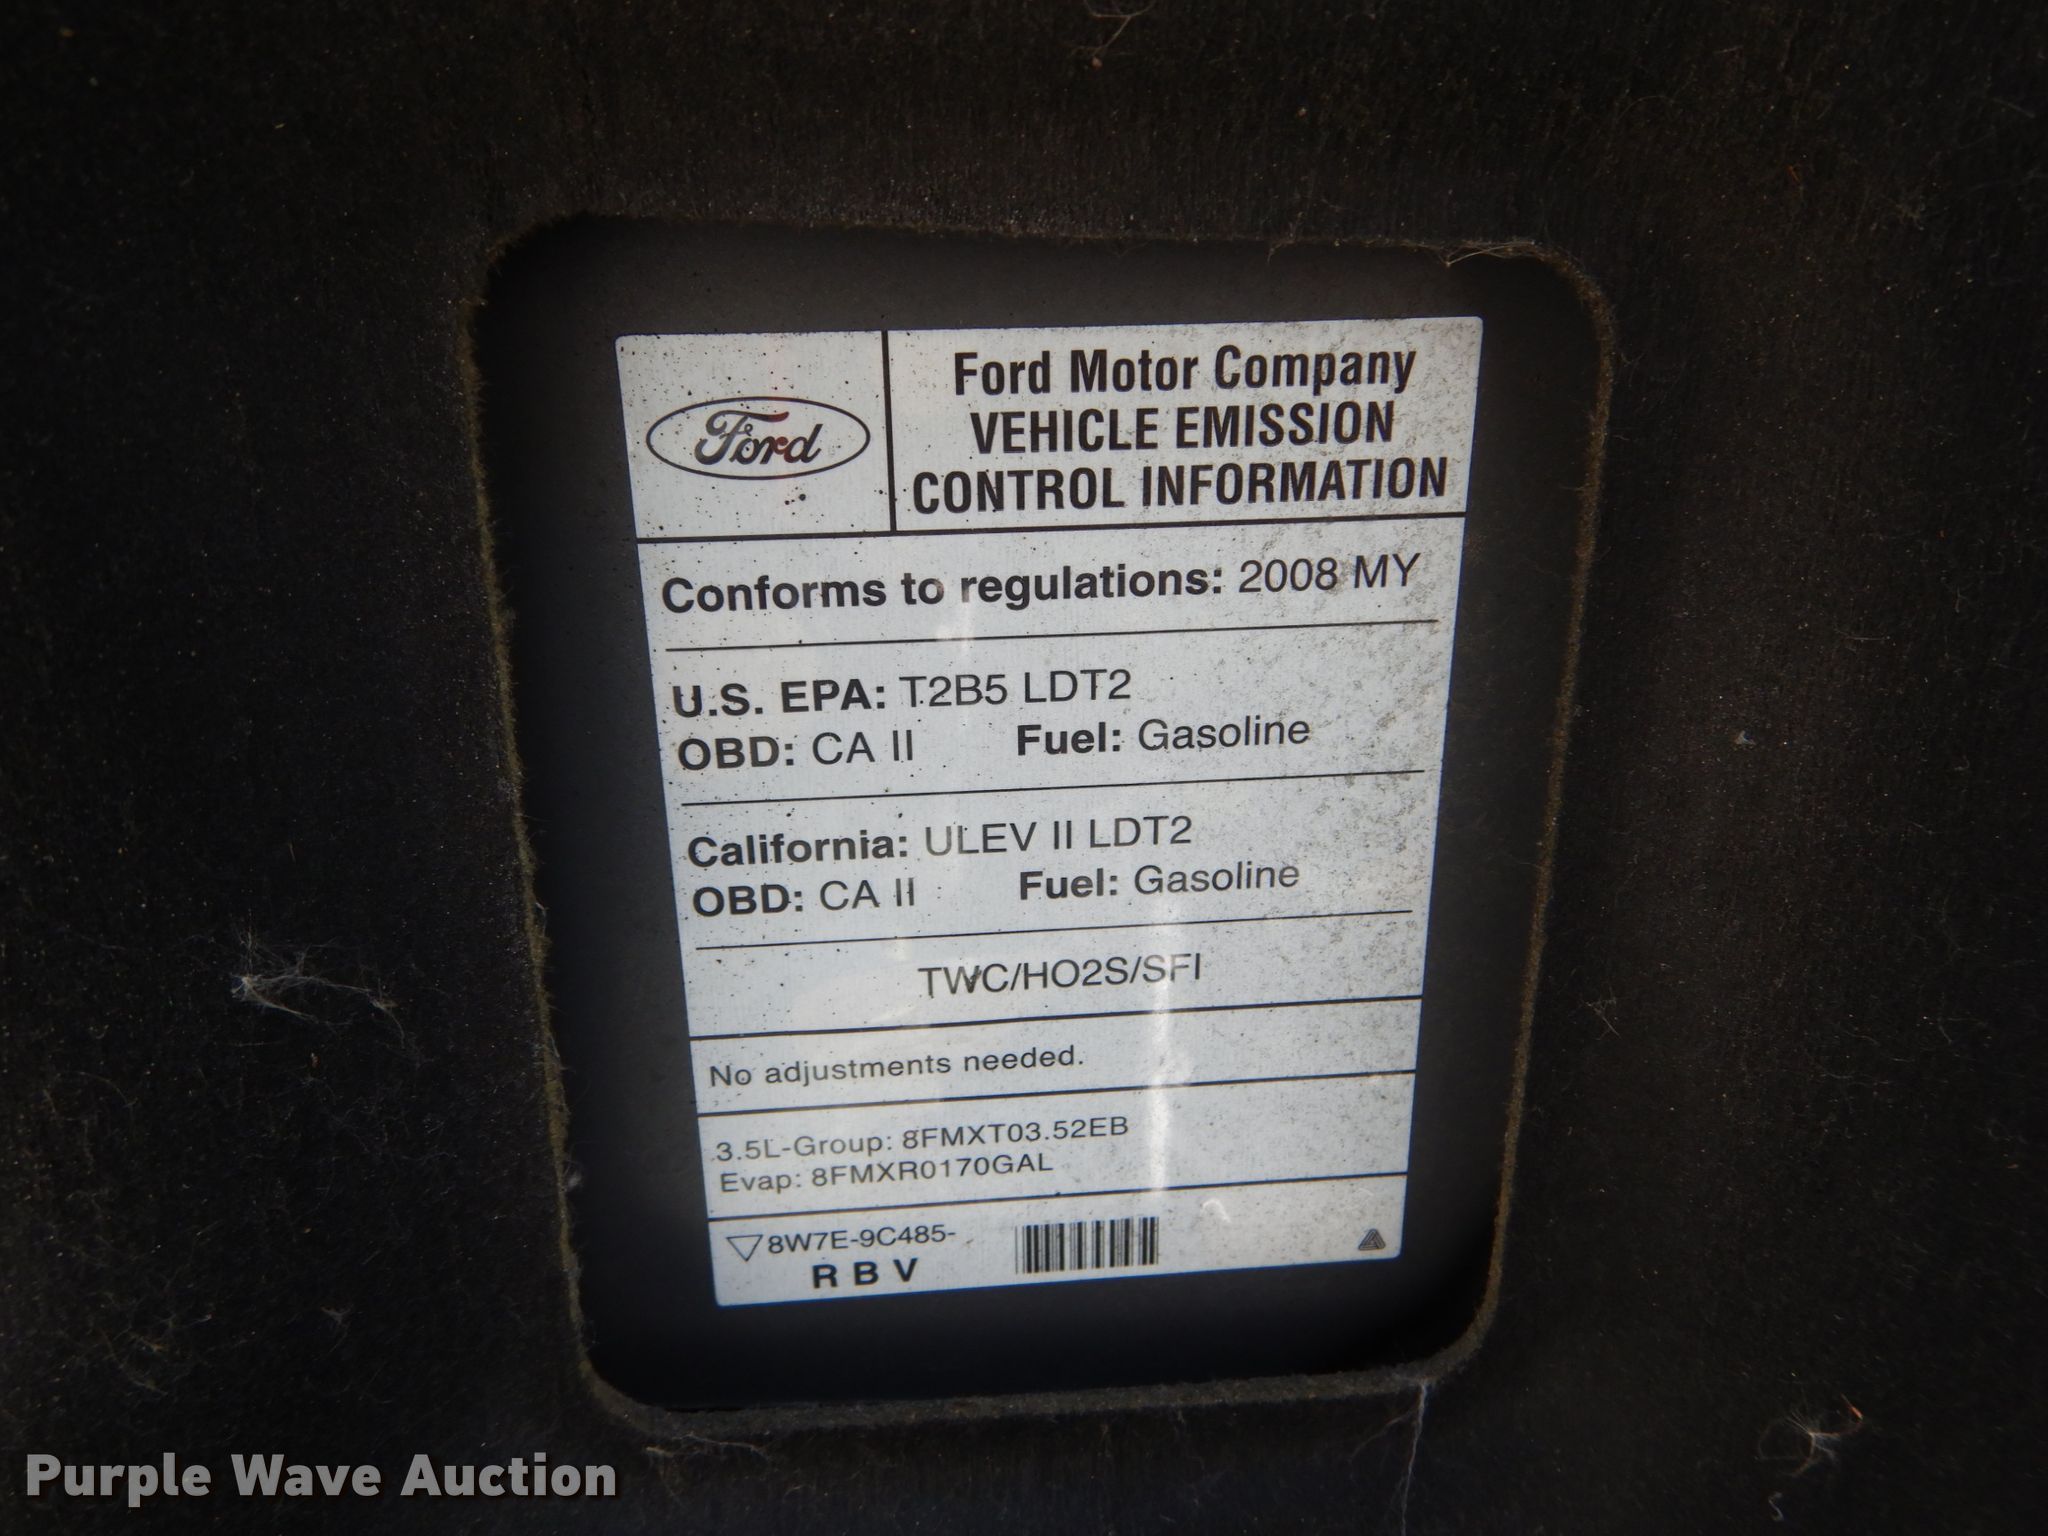 Ford
Ford Motor Company
VEHICLE EMISSION
CONTROL INFORMATION
Conforms to regulations: 2008 MY
U.S. EPA: T2B5 LDT2
OBD: CA II Fuel: Gasoline
California: ULEV II LDT2
OBD: CA II Fuel: Gasoline
TWC/HO2S/SFI
No adjustments needed.
3.5L-Group: 8FMXT03.52EB
Evap: 8FMXR0170GAL
8W7E-9C485-
R B V
Purple Wave Auction